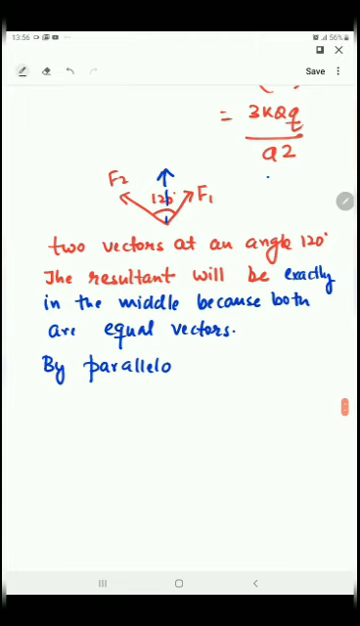 13:56
56%
Save
= 3KQq
a2
F2
120°
F1
two vectors at an angle 120°
The resultant will be exactly
in the middle because both
are equal vectors.
By parallelo